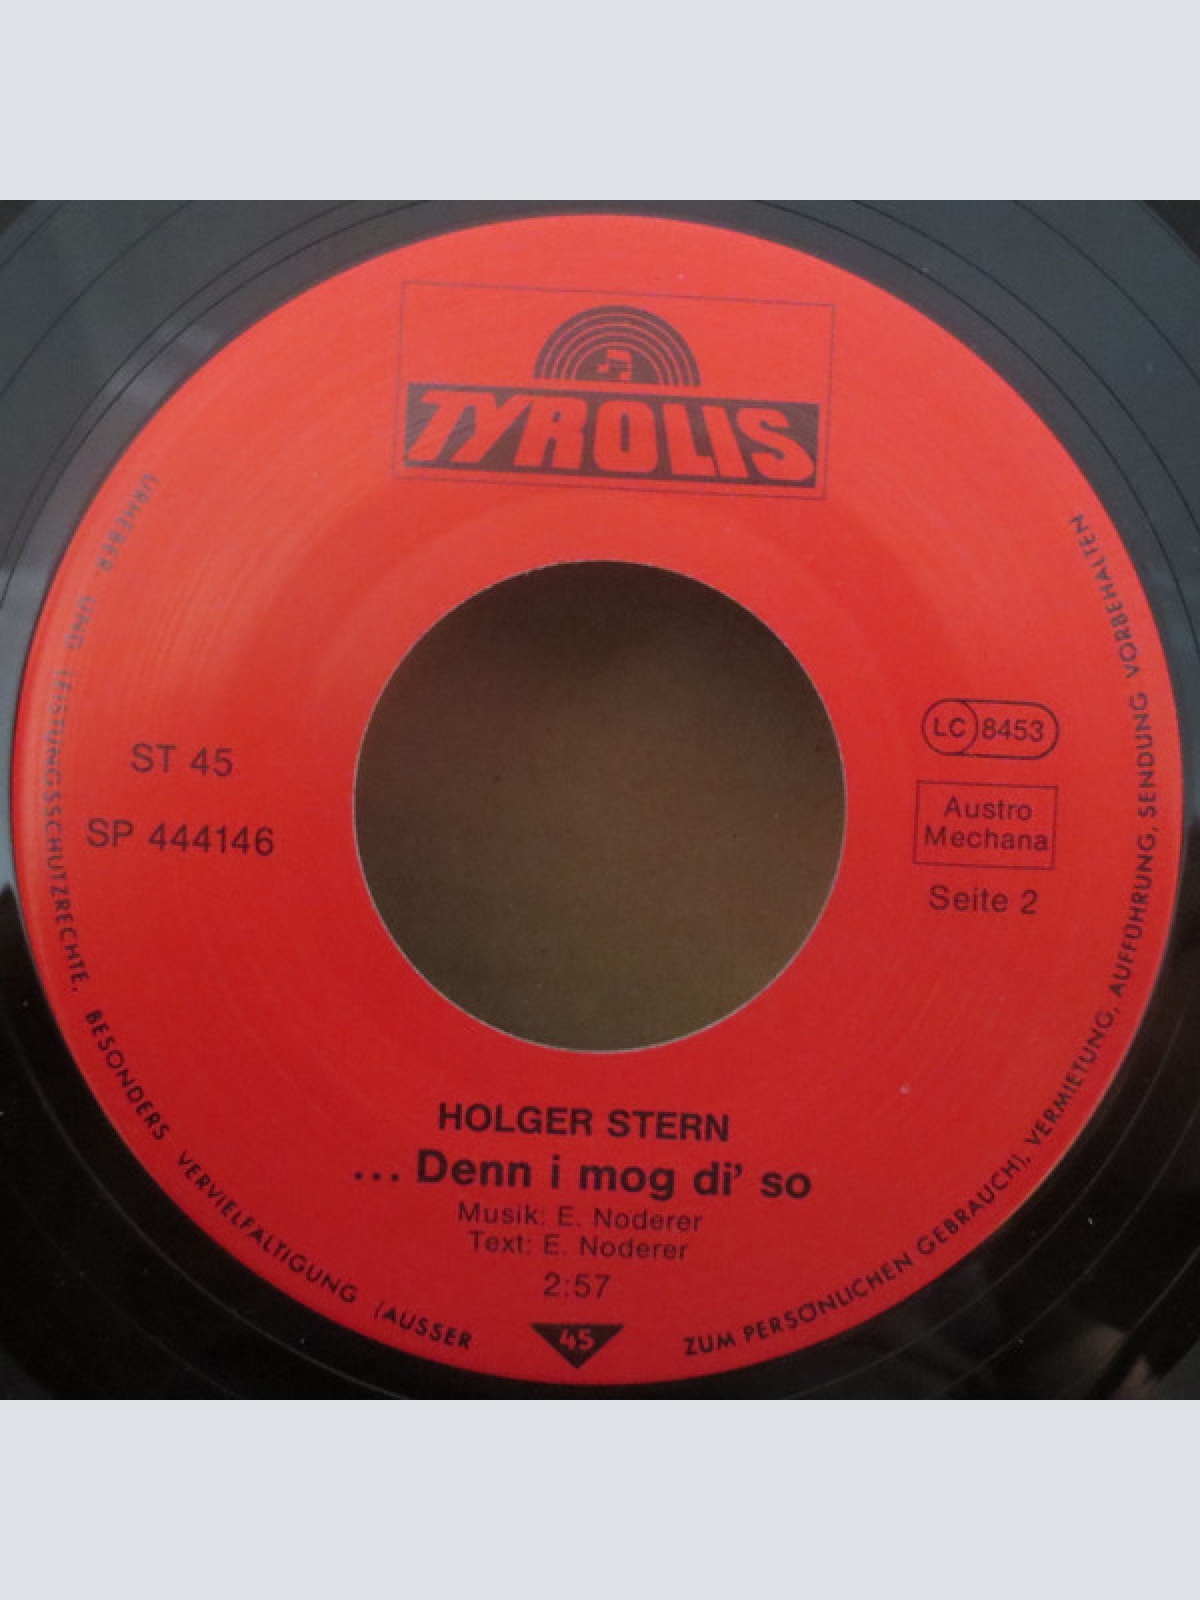 TYROLIS
ST 45
SP 444146
LC 8453
Austro
Mechana
Seite 2
HOLGER STERN
... Denn i mog di' so
Musik: E. Noderer
Text: E. Noderer
2:57
45
URHEBER UND LEISTUNGSSCHUTZRECHTE, BESONDERS VERVIELFALTIGUNG (AUSSER ZUM PERSÖNLICHEN GEBRAUCH), VERMIETUNG, AUFFÜHRUNG, SENDUNG VORBEHALTEN